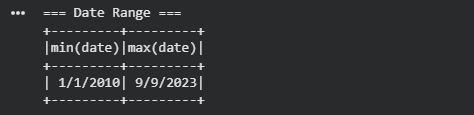 === Date Range ===
+---------+---------+
|min(date)|max(date)|
+---------+---------+
| 1/1/2010| 9/9/2023|
+---------+---------+